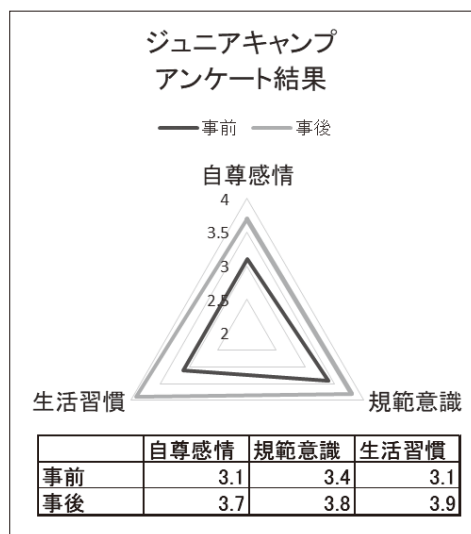 ジュニアキャンプ
アンケート結果
事前 事後
自尊感情
4
3.5
3
2.5
2
生活習慣 規範意識
自尊感情 規範意識 生活習慣
事前 3.1 3.4 3.1
事後 3.7 3.8 3.9